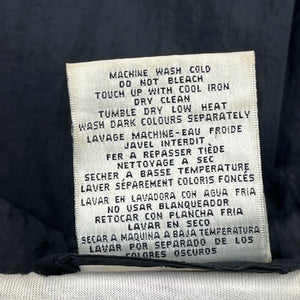 MACHINE WASH COLD
DO NOT BLEACH
TOUCH UP WITH COOL IRON
DRY CLEAN
TUMBLE DRY LOW HEAT
WASH DARK COLOURS SEPARATELY
LAVAGE MACHINE-EAU FROIDE
JAVEL INTERDIT
FER A REPASSER TIÈDE
NETTOYAGE A SEC
SECHER A BASSE TEMPERATURE
LAVER SÉPAREMENT COLORIS FONCÉS
LAVAR EN LAVADORA CON AGUA FRIA
NO USAR BLANQUEADOR
RETOCAR CON PLANCHA FRIA
LAVAR EN SECO
SECAR A MAQUINA A BAJA TEMPERATURA
LAVAR POR SEPARADO DE LOS
COLORES OSCUROS